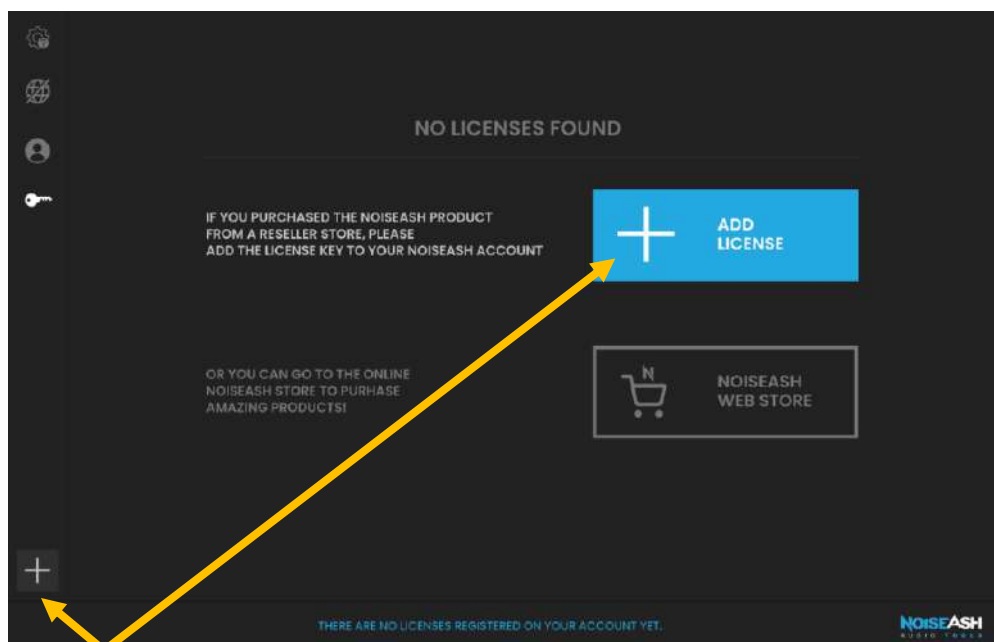 NO LICENSES FOUND
IF YOU PURCHASED THE NOISEASH PRODUCT
FROM A RESELLER STORE, PLEASE
ADD THE LICENSE KEY TO YOUR NOISEASH ACCOUNT
ADD
LICENSE
OR YOU CAN GO TO THE ONLINE
NOISEASH STORE TO PURHASE
AMAZING PRODUCTS!
N
NOISEASH
WEB STORE
THERE ARE NO LICENSES REGISTERED ON YOUR ACCOUNT YET.
NOISEASH
AUDIO TOOLS